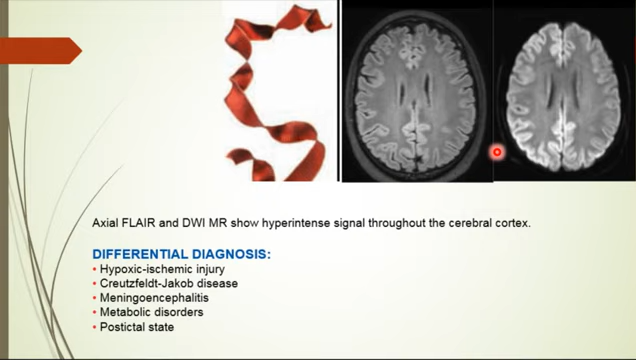 Axial FLAIR and DWI MR show hyperintense signal throughout the cerebral cortex.
DIFFERENTIAL DIAGNOSIS:
• Hypoxic-ischemic injury
• Creutzfeldt-Jakob disease
• Meningoencephalitis
• Metabolic disorders
• Postictal state